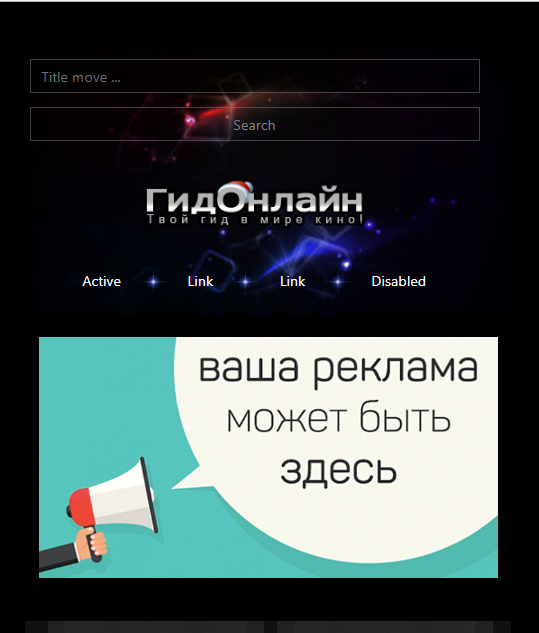 Title move ...
Search
ГидОнлайн
Твой гид в мире кино!
Active Link Link Disabled
ваша реклама
может быть
здесь